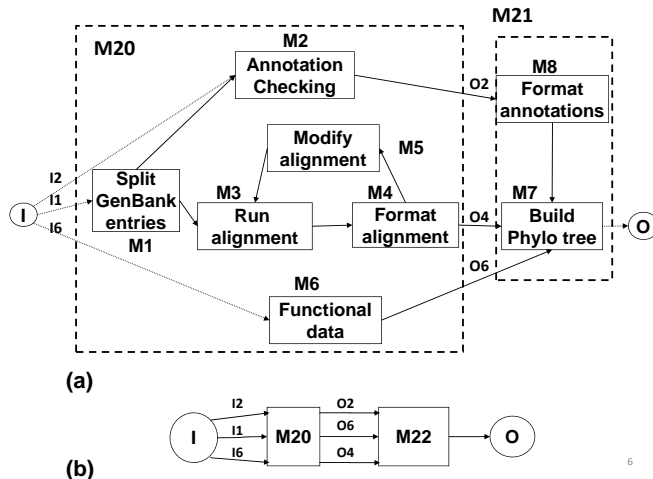 M21
M20
M2
Annotation
Checking
O2
M8
Format
annotations
Modify
alignment
M5
I2
I1
I6
I
Split
GenBank
entries
M1
M3
Run
alignment
M4
Format
alignment
O4
M7
Build
Phylo tree
O
O6
M6
Functional
data
(a)
I
I2
I1
I6
M20
O2
O6
O4
M22
O
(b)
6